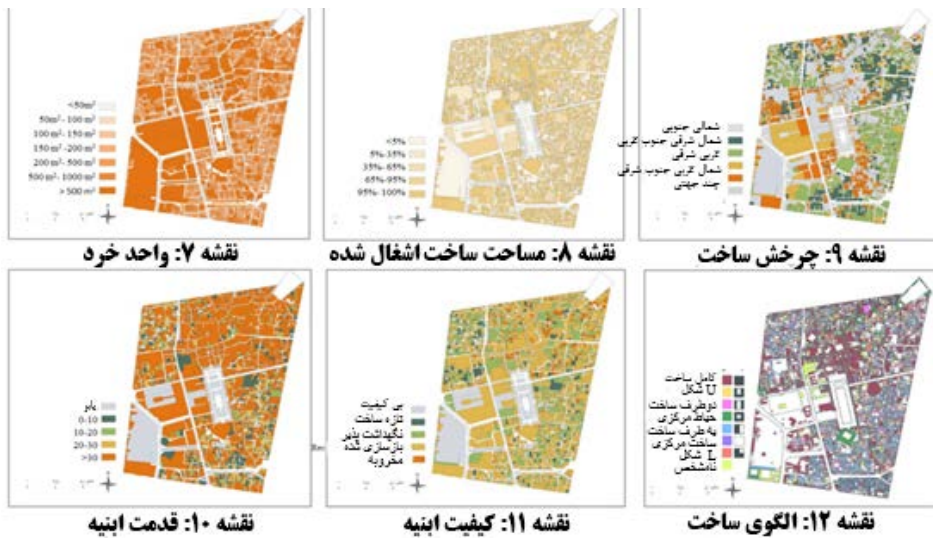 <50m²
50m²- 100 m²
100 m²- 150 m²
150 m² -200 m²
200 m²- 500 m²
500 m²- 1000 m²
> 500 m²
نقشه ۷: واحد خرد
<5%
5%-35%
35%- 65%
65%-95%
95%- 100%
نقشه ۸: مساحت ساخت اشغال شده
شمالی جنوبی
شمال شرقی جنوب غربی
غربی شرقی
شمال غربی جنوب شرقی
چند جهتی
نقشه ۹: چرخش ساخت
بایر
0-10
10-20
20-30
>30
نقشه ۱۰: قدمت ابنیه
بی کیفیت
تازه ساخت
نگهداشت پذیر
بازسازی شده
مخروبه
نقشه ۱۱: کیفیت ابنیه
کامل ساخت
U شکل
دوطرف ساخت
حیاط مرکزی
یه طرف ساخت
ساخت مرکزی
L شکل
نامشخص
نقشه ۱۲: الگوی ساخت